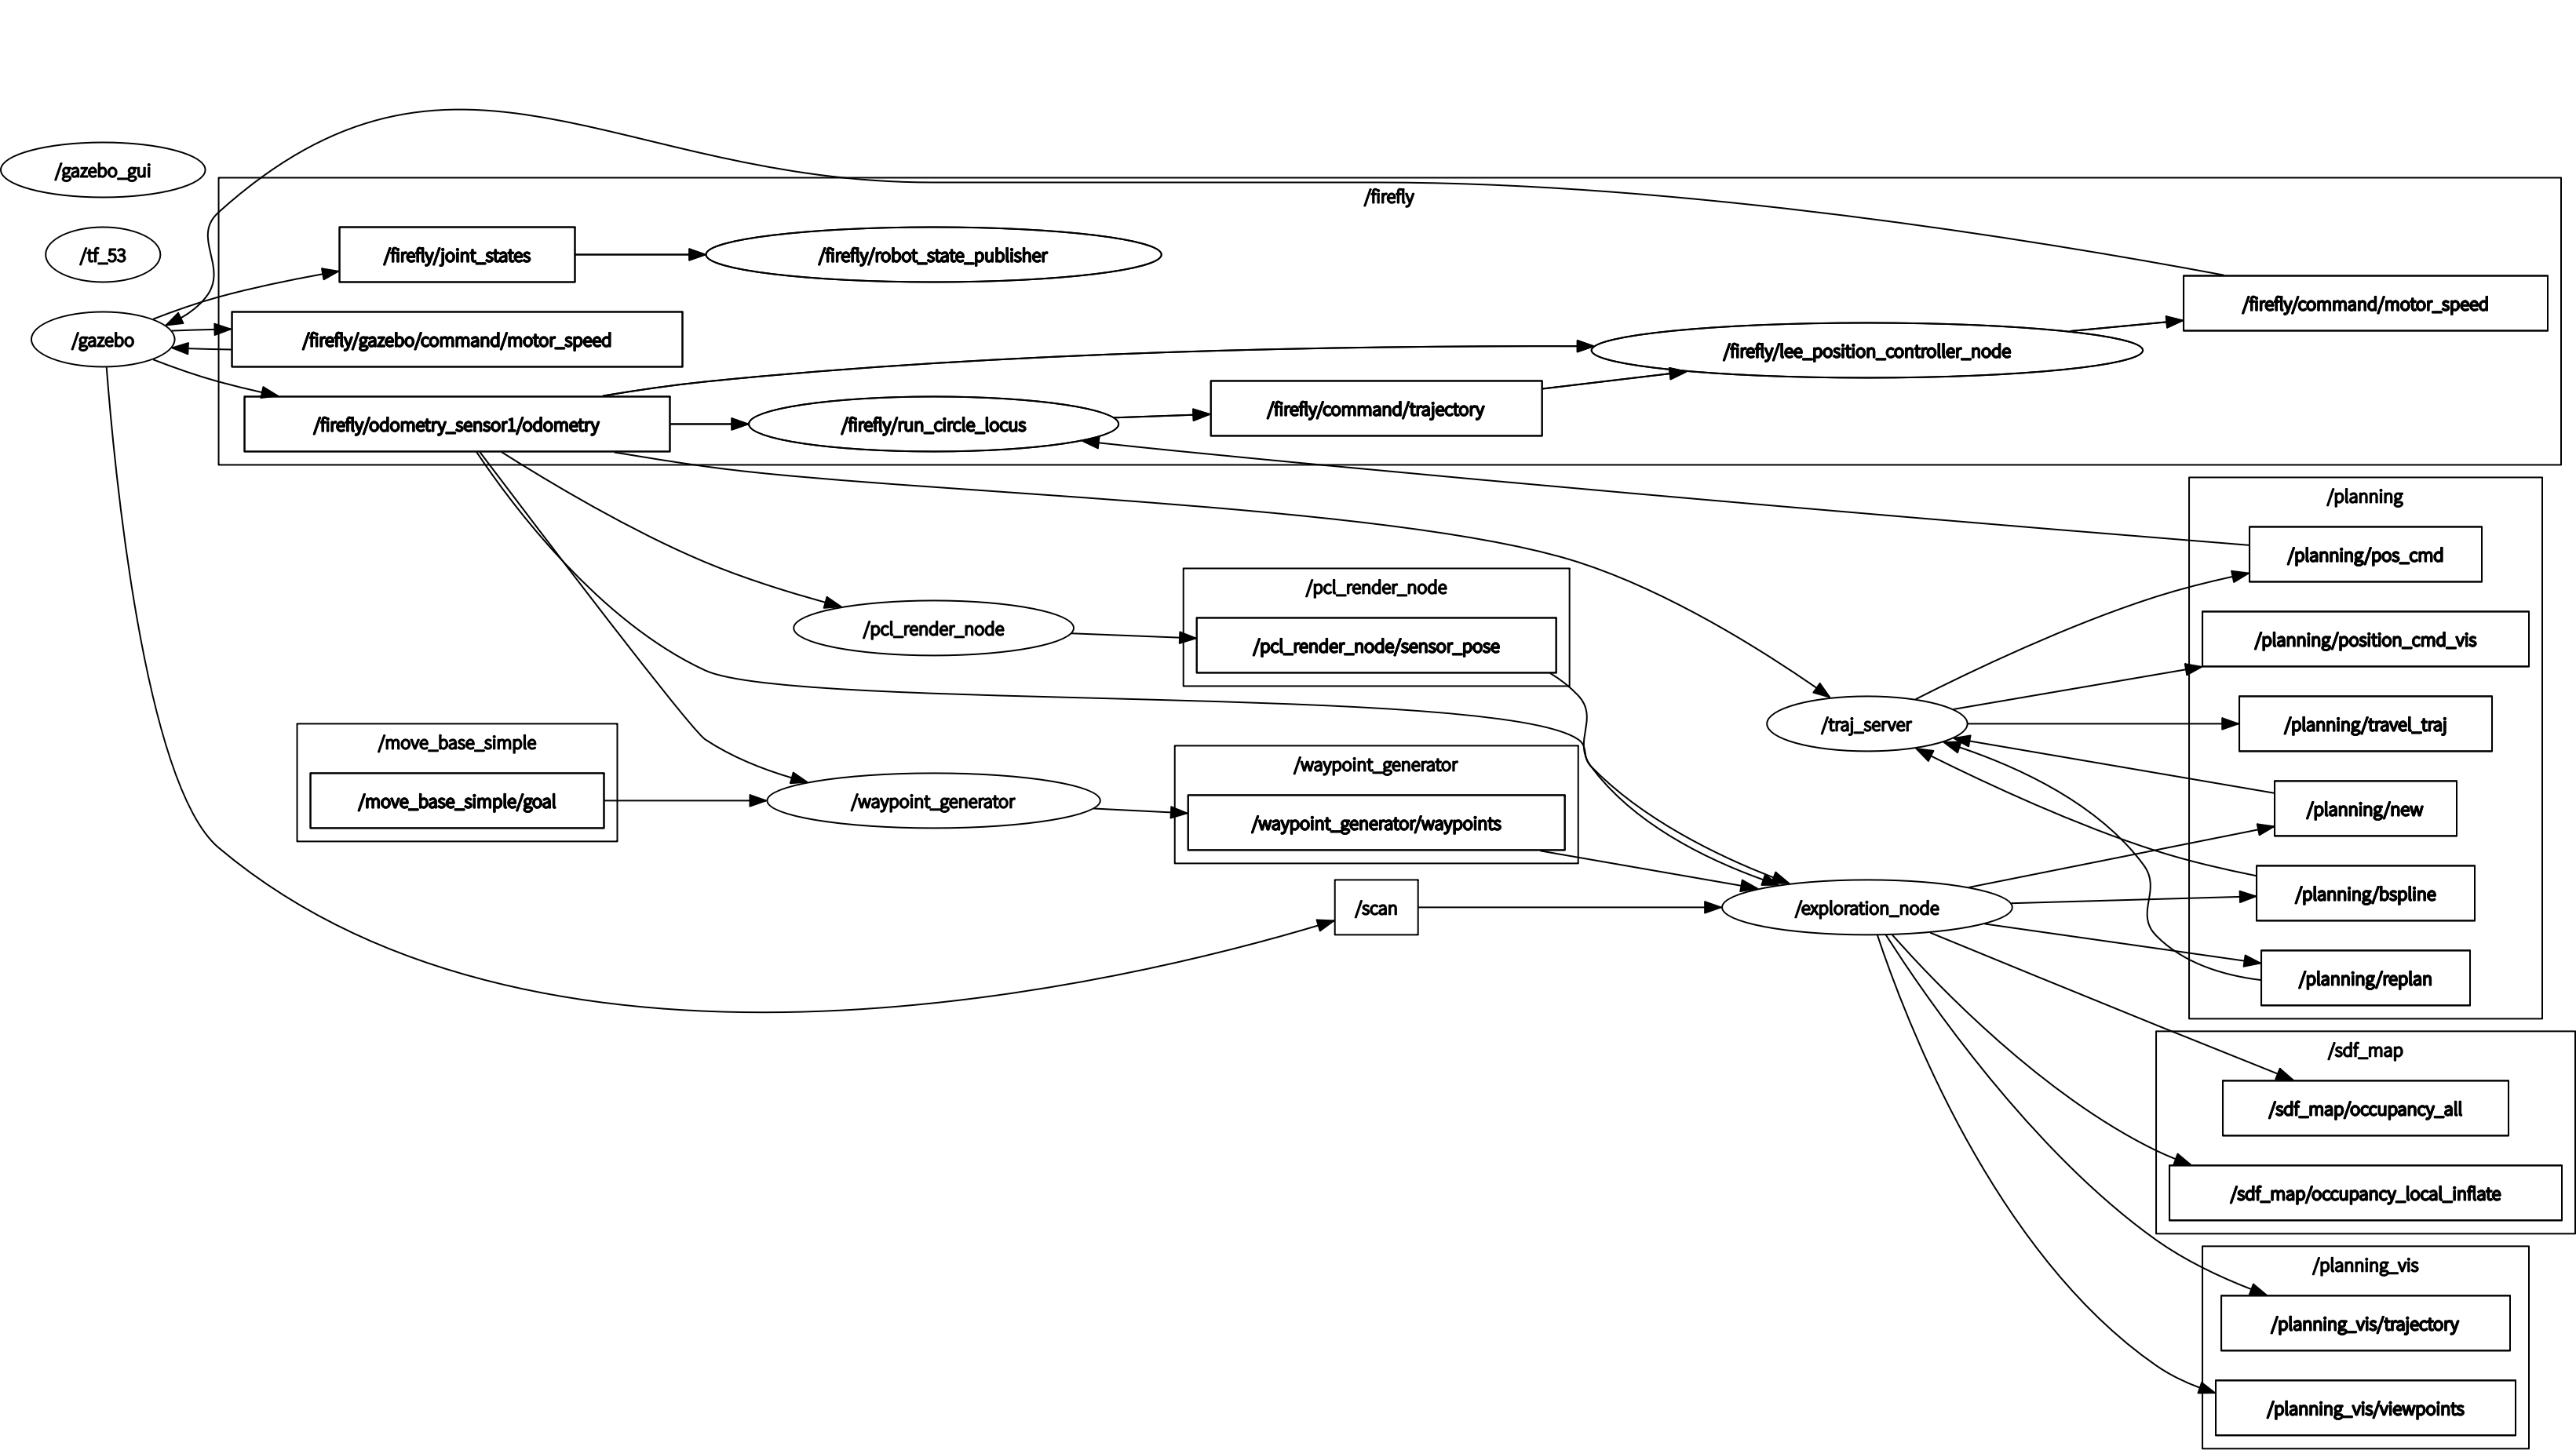 /gazebo_gui
/tf_53
/gazebo
/firefly
/firefly/joint_states
/firefly/robot_state_publisher
/firefly/gazebo/command/motor_speed
/firefly/odometry_sensor1/odometry
/firefly/run_circle_locus
/firefly/command/trajectory
/firefly/lee_position_controller_node
/firefly/command/motor_speed
/pcl_render_node
/pcl_render_node
/pcl_render_node/sensor_pose
/move_base_simple
/move_base_simple/goal
/waypoint_generator
/waypoint_generator
/waypoint_generator/waypoints
/scan
/traj_server
/exploration_node
/planning
/planning/pos_cmd
/planning/position_cmd_vis
/planning/travel_traj
/planning/new
/planning/bspline
/planning/replan
/sdf_map
/sdf_map/occupancy_all
/sdf_map/occupancy_local_inflate
/planning_vis
/planning_vis/trajectory
/planning_vis/viewpoints